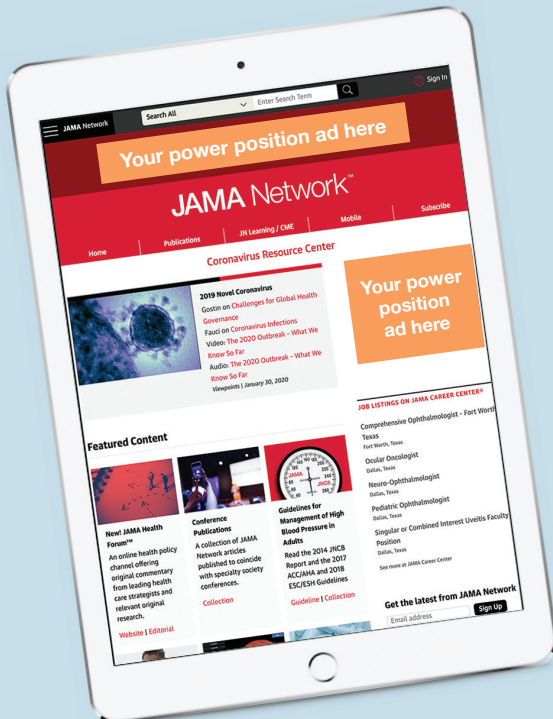 JAMA Network
Search All
Enter Search Term
Sign In
Your power position ad here
JAMA Network™
Home
Publications
JN Learning / CME
Mobile
Subscribe
Coronavirus Resource Center
2019 Novel Coronavirus
Gostin on Challenges for Global Health
Governance
Fauci on Coronavirus Infections
Video: The 2020 Outbreak – What We
Know So Far
Audio: The 2020 Outbreak – What We
Know So Far
Viewpoints | January 30, 2020
Your power
position
ad here
JOB LISTINGS ON JAMA CAREER CENTER®
Comprehensive Ophthalmologist - Fort Worth
Texas
Fort Worth, Texas
Ocular Oncologist
Dallas, Texas
Neuro-Ophthalmologist
Dallas, Texas
Pediatric Ophthalmologist
Dallas, Texas
Singular or Combined Interest Uveitis Faculty
Position
Dallas, Texas
See more at JAMA Career Center
Get the latest from JAMA Network
Email address
Sign Up
Featured Content
New! JAMA Health
Forum™
An online health policy
channel offering
original commentary
from leading health
care strategists and
relevant original
research.
Website | Editorial
Conference
Publications
A collection of JAMA
Network articles
published to coincide
with specialty society
conferences.
Collection
JAMA
JNC8
Guidelines for
Management of High
Blood Pressure in
Adults
Read the 2014 JNC8
Report and the 2017
ACC/AHA and 2018
ESC/ESH Guidelines
Guideline | Collection